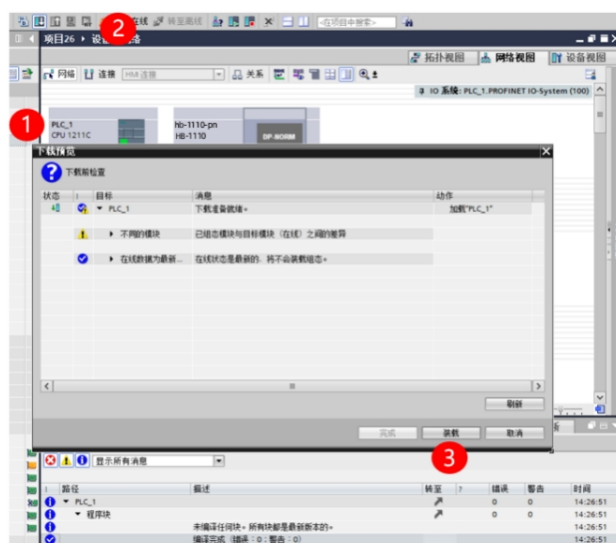 在线 转至离线 <在项目中搜索>
2
项目26
拓扑视图 网络视图 设备视图
网络 连接 HMI 连接 关系
IO 系统: PLC_1.PROFINET IO-System (100)
1
PLC_1
CPU 1211C
hb-1110-pn
HB-1110
DP-NORM
下载预览
下载前检查
状态 ! 目标 消息 动作
PLC_1 下载准备就绪。 加载"PLC_1"
不同的模块 已组态模块与目标模块（在线）之间的差异
在线数据为最新... 在线状态是最新的. 将不会装载组态。
刷新
完成 装载 取消
3
显示所有消息
! 路径 描述 转至 ? 错误 警告 时间
PLC_1 0 0 14:26:51
程序块 0 0 14:26:51
未编译任何块。所有块都是最新版本的。 14:26:51
编译完成（错误：0；警告：0） 14:26:51